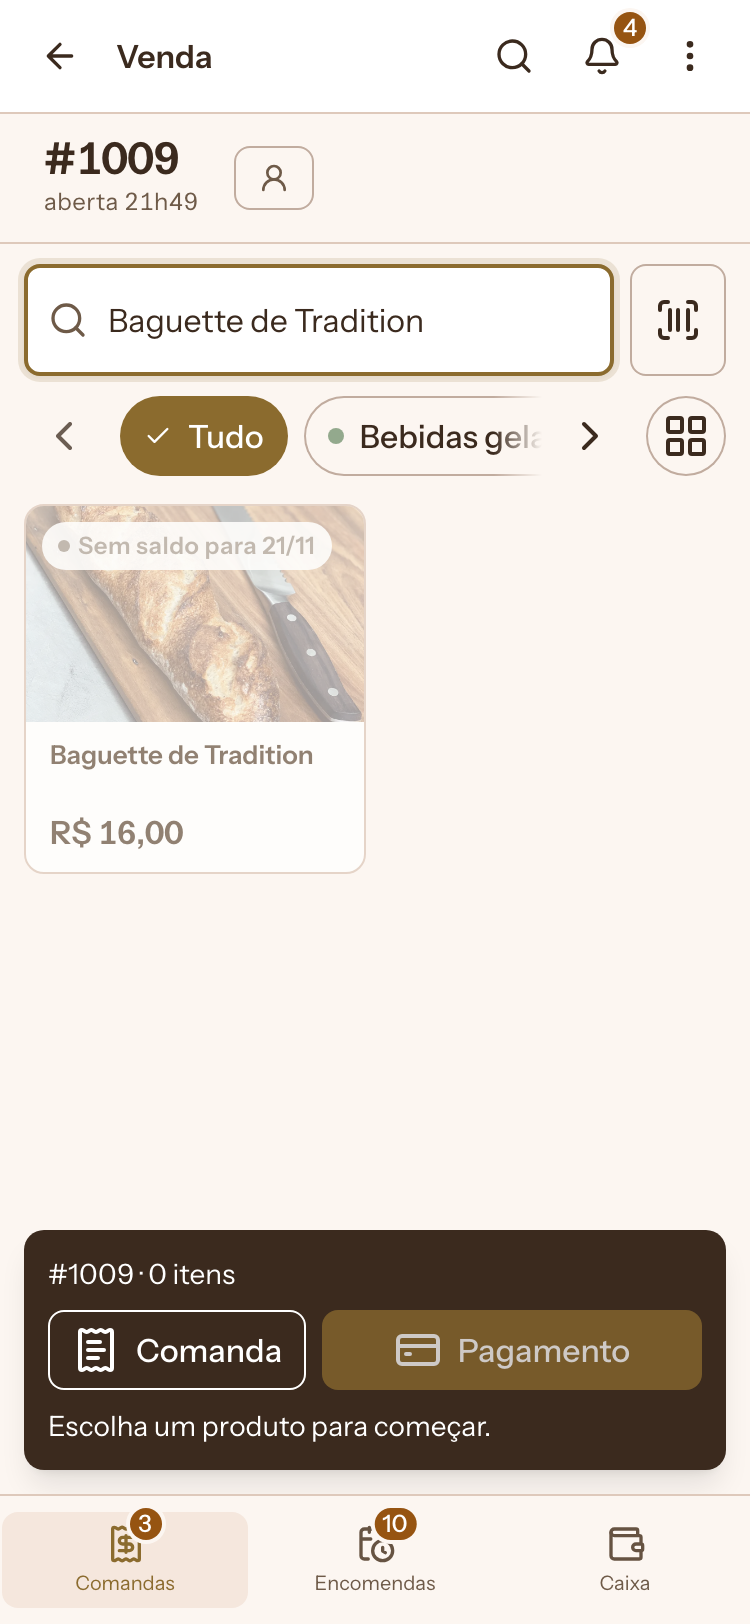 Venda
4
#1009
aberta 21h49
Baguette de Tradition
Tudo
Bebidas gela
Sem saldo para 21/11
Baguette de Tradition
R$ 16,00
#1009 · 0 itens
Comanda
Pagamento
Escolha um produto para começar.
3
10
Comandas
Encomendas
Caixa